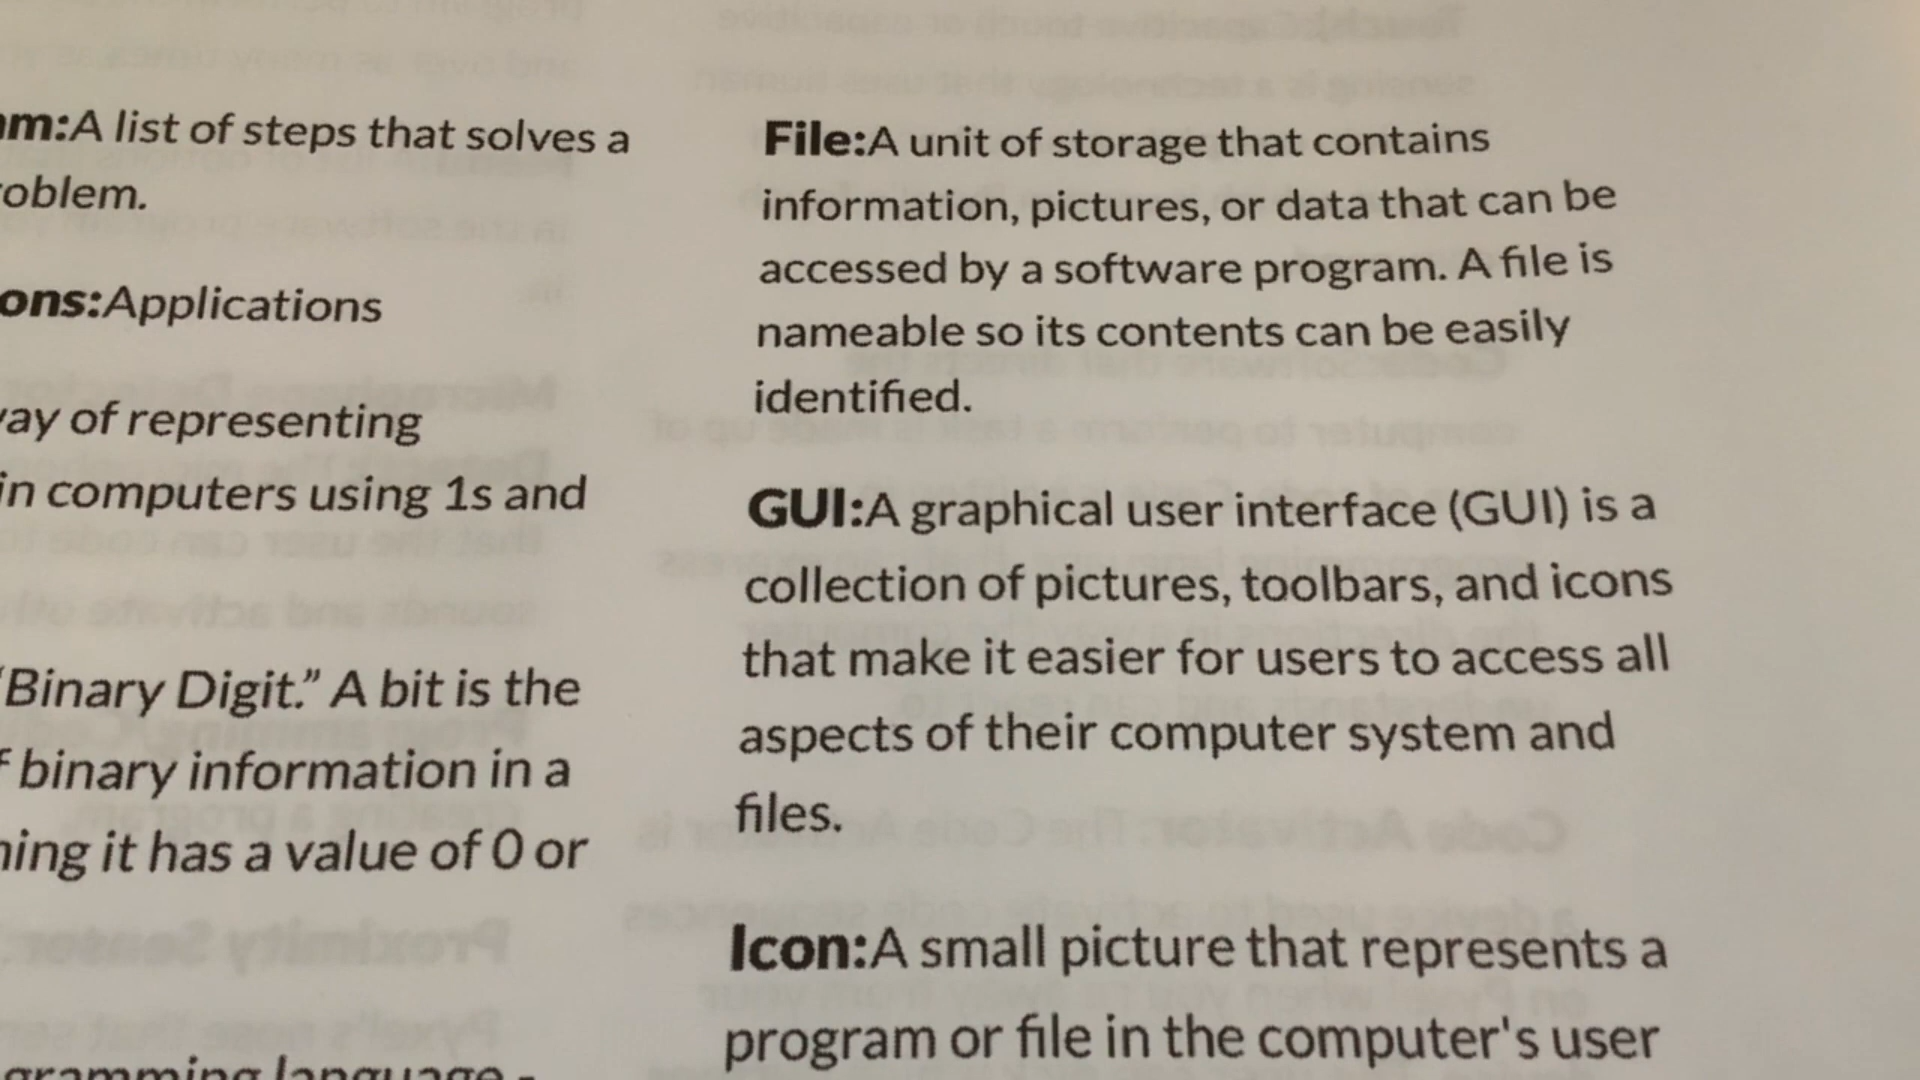 A list of steps that solves a
Applications
of representing
in computers using 1s and
Binary Digit.” A bit is the
binary information in a
it has a value of 0 or
language -
File:A unit of storage that contains
information, pictures, or data that can be
accessed by a software program. A file is
nameable so its contents can be easily
identified.
GUI:A graphical user interface (GUI) is a
collection of pictures, toolbars, and icons
that make it easier for users to access all
aspects of their computer system and
files.
Icon:A small picture that represents a
program or file in the computer's user